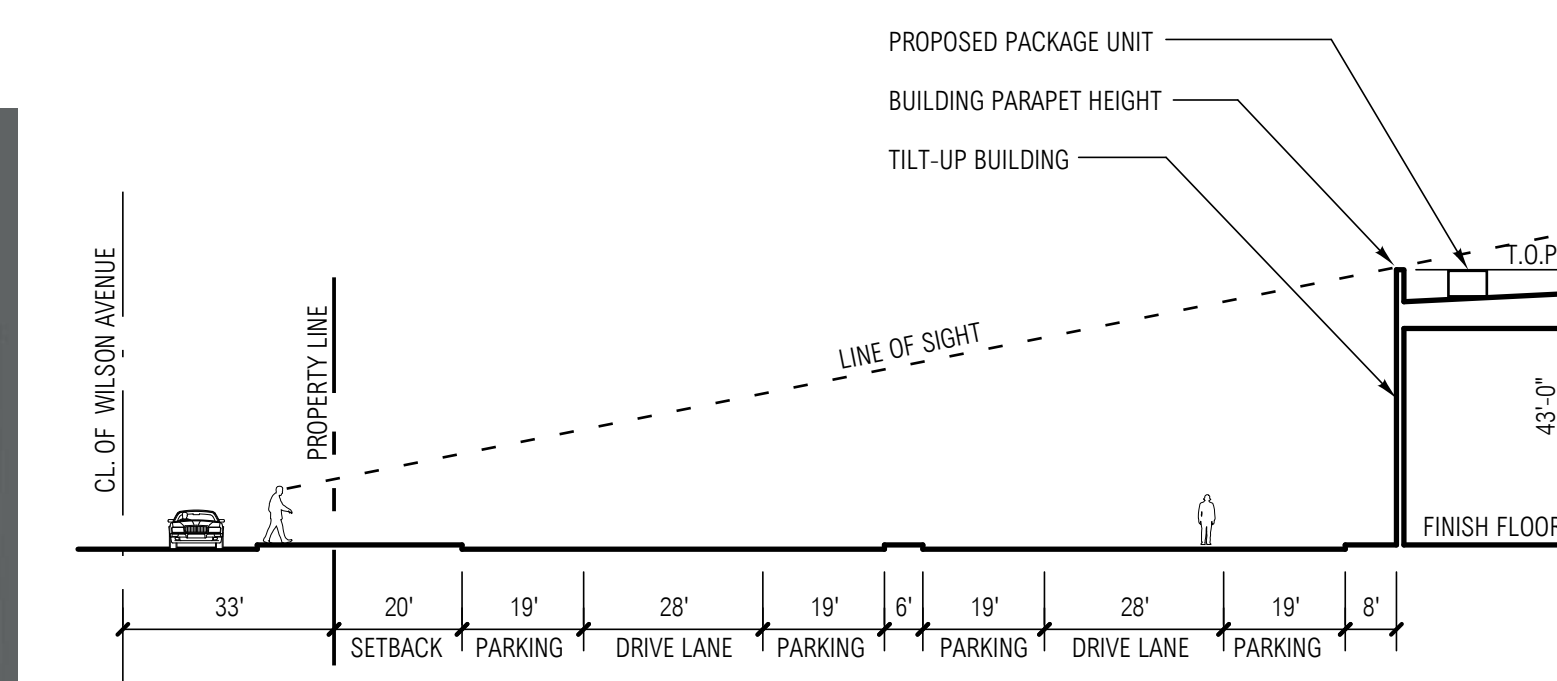 PROPOSED PACKAGE UNIT
BUILDING PARAPET HEIGHT
TILT-UP BUILDING
CL. OF WILSON AVENUE
PROPERTY LINE
LINE OF SIGHT
T.O.P
43'-0"
FINISH FLOOR
33' 20' 19' 28' 19' 6' 19' 28' 19' 8'
SETBACK PARKING DRIVE LANE PARKING PARKING DRIVE LANE PARKING